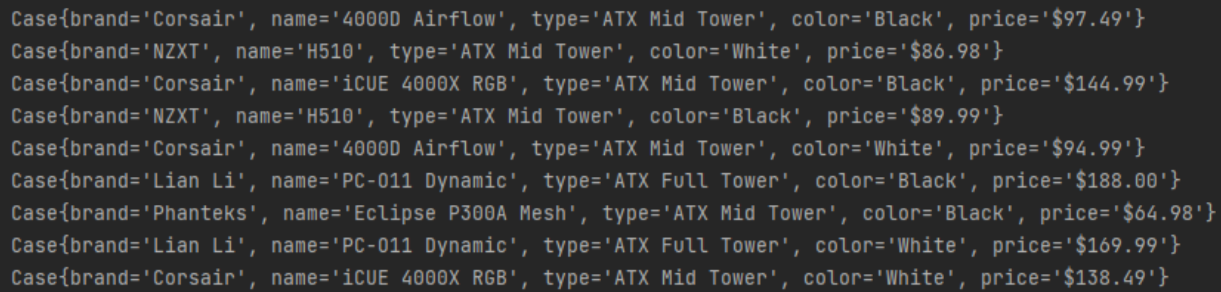 Case{brand='Corsair', name='4000D Airflow', type='ATX Mid Tower', color='Black', price='$97.49'}
Case{brand='NZXT', name='H510', type='ATX Mid Tower', color='White', price='$86.98'}
Case{brand='Corsair', name='iCUE 4000X RGB', type='ATX Mid Tower', color='Black', price='$144.99'}
Case{brand='NZXT', name='H510', type='ATX Mid Tower', color='Black', price='$89.99'}
Case{brand='Corsair', name='4000D Airflow', type='ATX Mid Tower', color='White', price='$94.99'}
Case{brand='Lian Li', name='PC-O11 Dynamic', type='ATX Full Tower', color='Black', price='$188.00'}
Case{brand='Phanteks', name='Eclipse P300A Mesh', type='ATX Mid Tower', color='Black', price='$64.98'}
Case{brand='Lian Li', name='PC-O11 Dynamic', type='ATX Full Tower', color='White', price='$169.99'}
Case{brand='Corsair', name='iCUE 4000X RGB', type='ATX Mid Tower', color='White', price='$138.49'}